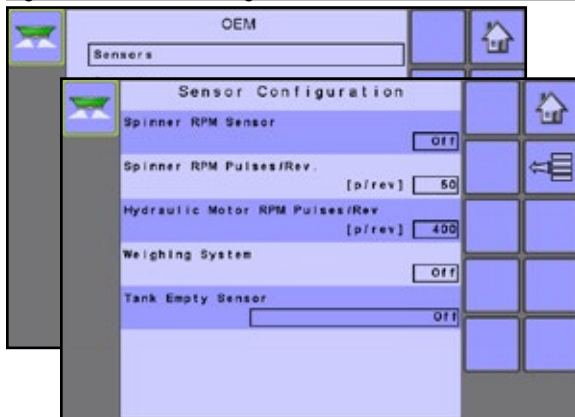 OEM
Sensors
Sensor Configuration
Spinner RPM Sensor
Off
Spinner RPM Pulses/Rev.
[p/rev] 50
Hydraulic Motor RPM Pulses/Rev
[p/rev] 400
Weighing System
Off
Tank Empty Sensor
Off